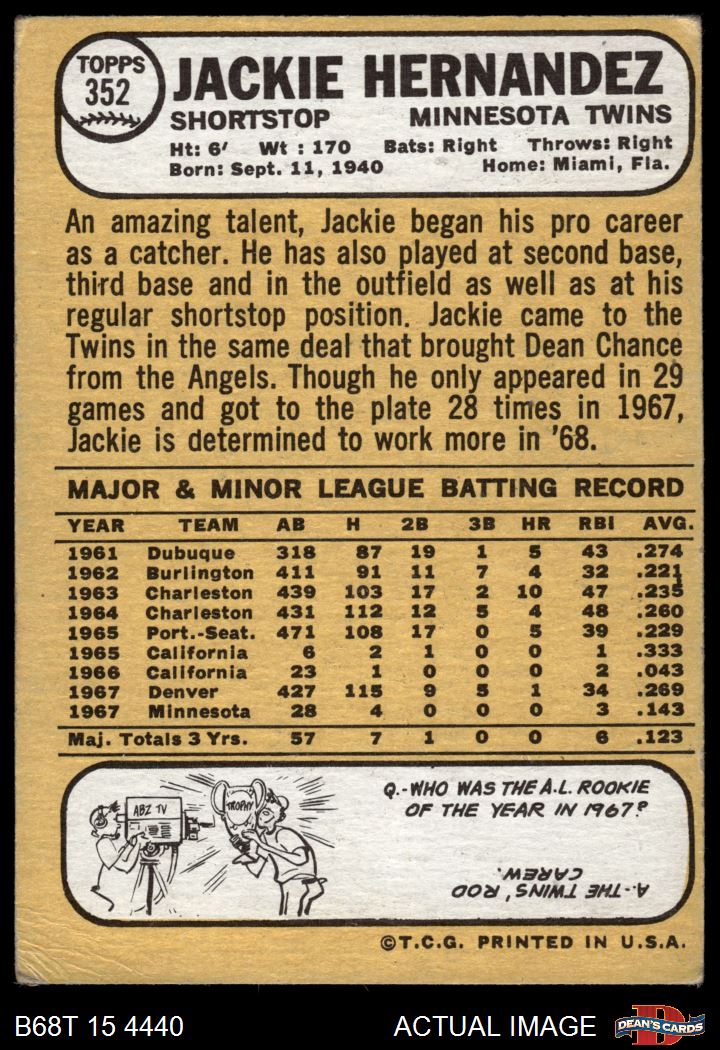 TOPPS
352
JACKIE HERNANDEZ
SHORTSTOP MINNESOTA TWINS
Ht: 6' Wt : 170 Bats: Right Throws: Right
Born: Sept. 11, 1940 Home: Miami, Fla.
An amazing talent, Jackie began his pro career
as a catcher. He has also played at second base,
third base and in the outfield as well as at his
regular shortstop position. Jackie came to the
Twins in the same deal that brought Dean Chance
from the Angels. Though he only appeared in 29
games and got to the plate 28 times in 1967,
Jackie is determined to work more in '68.
MAJOR & MINOR LEAGUE BATTING RECORD
YEAR TEAM AB H 2B 3B HR RBI AVG.
1961 Dubuque 318 87 19 1 5 43 .274
1962 Burlington 411 91 11 7 4 32 .221
1963 Charleston 439 103 17 2 10 47 .235
1964 Charleston 431 112 12 5 4 48 .260
1965 Port.-Seat. 471 108 17 0 5 39 .229
1965 California 6 2 1 0 0 1 .333
1966 California 23 1 0 0 0 2 .043
1967 Denver 427 115 9 5 1 34 .269
1967 Minnesota 28 4 0 0 0 3 .143
Maj. Totals 3 Yrs. 57 7 1 0 0 6 .123
ABZ TV
TROPHY
Q.-WHO WAS THE A.L. ROOKIE
OF THE YEAR IN 1967?
A.-THE TWINS' ROD
CAREW.
©T.C.G. PRINTED IN U.S.A.
B68T 15 4440 ACTUAL IMAGE
D
DEAN'S CARDS